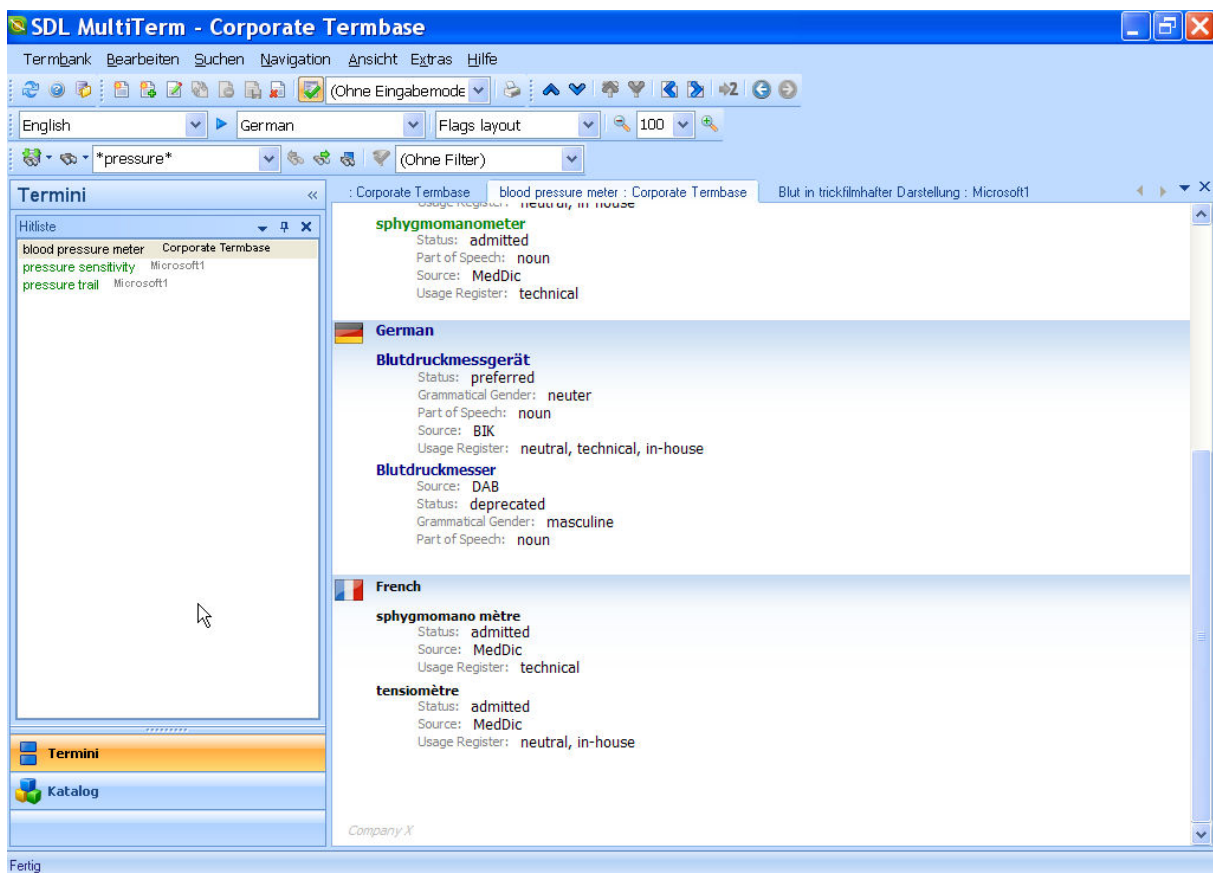 SDL MultiTerm - Corporate Termbase
Termbank Bearbeiten Suchen Navigation Ansicht Extras Hilfe
(Ohne Eingabemode
English German Flags layout 100
*pressure* (Ohne Filter)
Termini
: Corporate Termbase blood pressure meter : Corporate Termbase Blut in trickfilmhafter Darstellung : Microsoft1
Hitliste
blood pressure meter Corporate Termbase
pressure sensitivity Microsoft1
pressure trail Microsoft1
Usage Register: neutral, in-house
sphygmomanometer
Status: admitted
Part of Speech: noun
Source: MedDic
Usage Register: technical
German
Blutdruckmessgerät
Status: preferred
Grammatical Gender: neuter
Part of Speech: noun
Source: BIK
Usage Register: neutral, technical, in-house
Blutdruckmesser
Source: DAB
Status: deprecated
Grammatical Gender: masculine
Part of Speech: noun
French
sphygmomano mètre
Status: admitted
Source: MedDic
Usage Register: technical
tensiomètre
Status: admitted
Source: MedDic
Usage Register: neutral, in-house
Company X
Termini
Katalog
Fertig